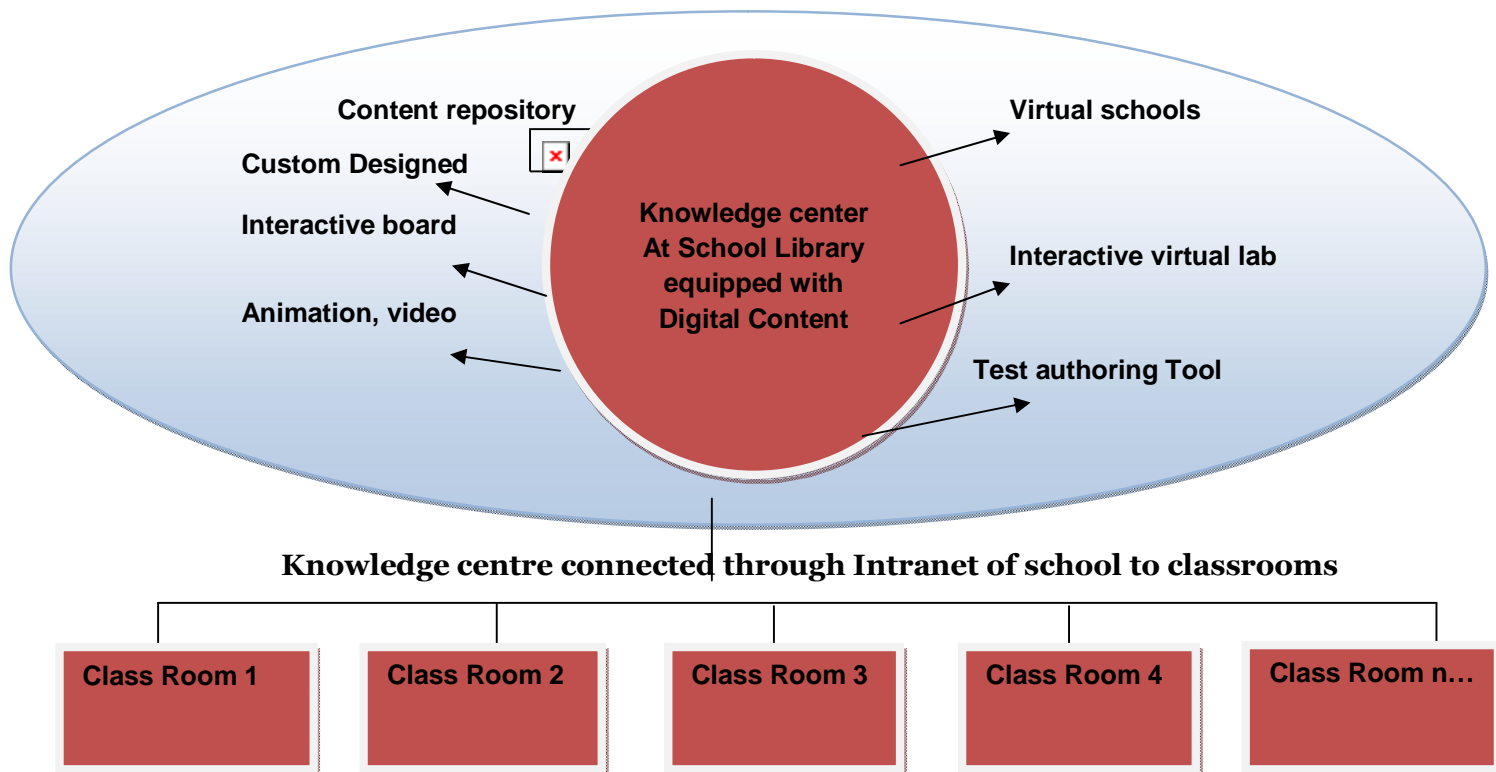 Content repository
Custom Designed
Interactive board
Animation, video
Knowledge center
At School Library
equipped with
Digital Content
Virtual schools
Interactive virtual lab
Test authoring Tool
Knowledge centre connected through Intranet of school to classrooms
Class Room 1
Class Room 2
Class Room 3
Class Room 4
Class Room n...